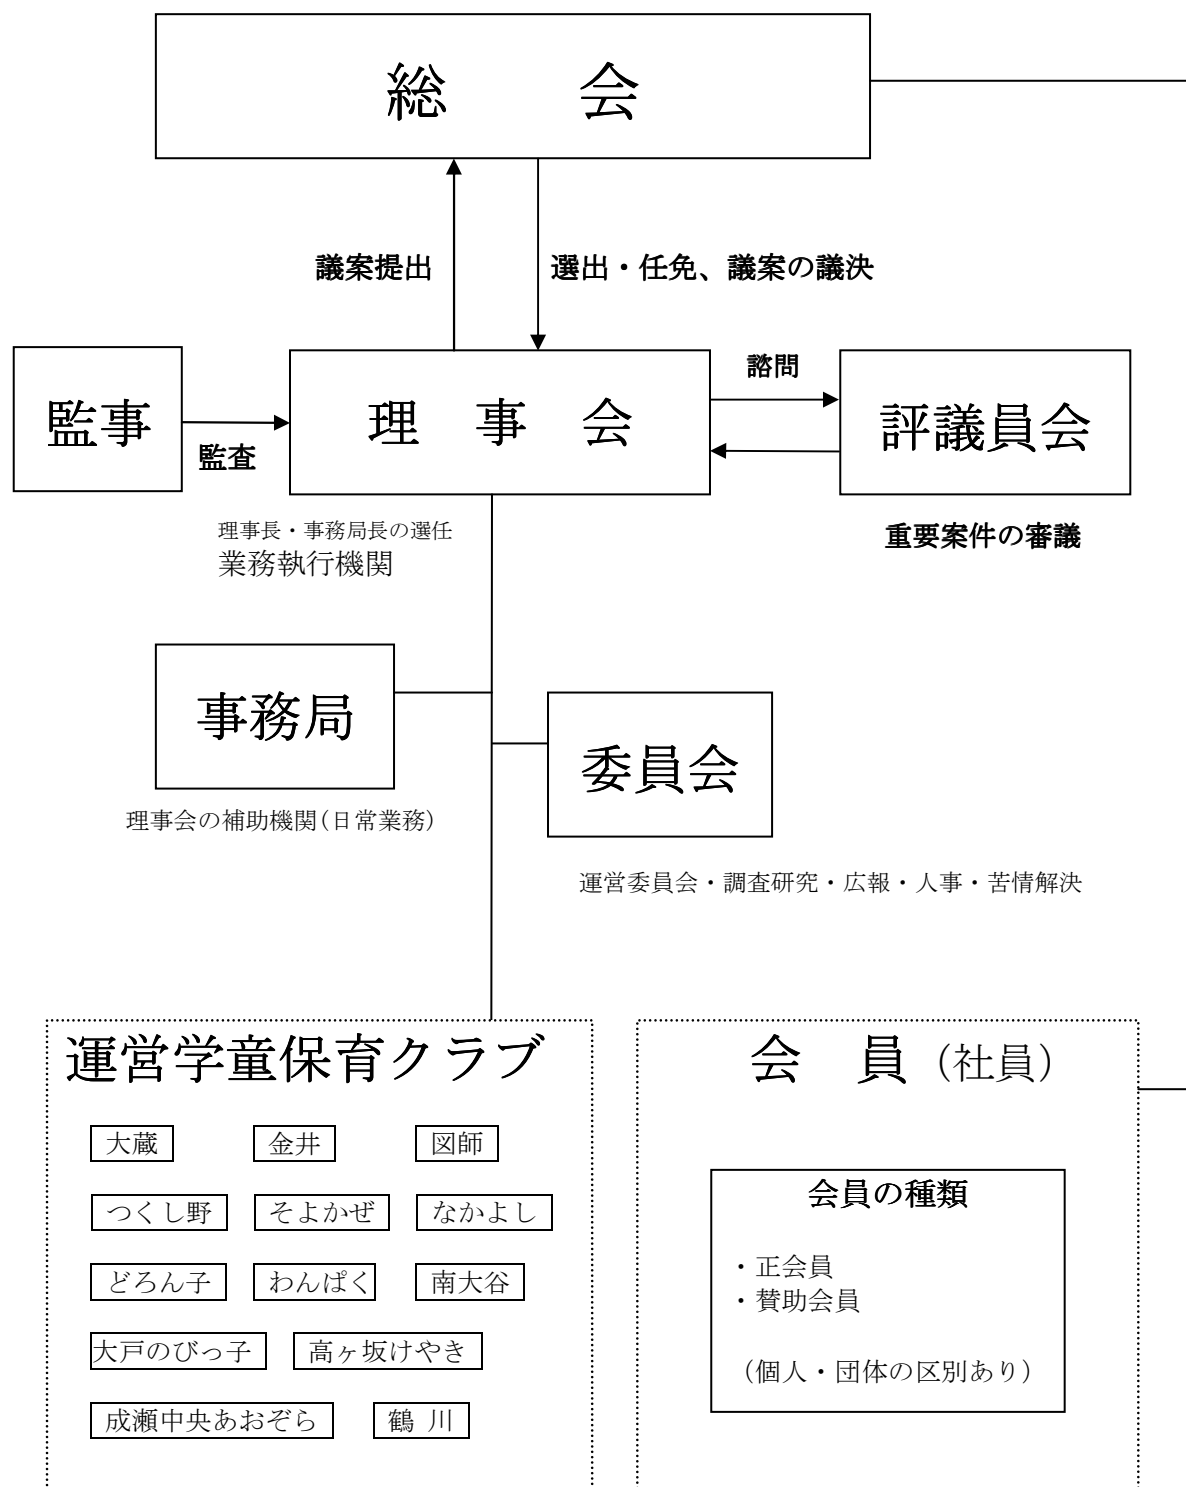 総　会
議案提出
選出・任免、議案の議決
監事
監査
理　事　会
諮問
評議員会
理事長・事務局長の選任
業務執行機関
重要案件の審議
事務局
理事会の補助機関(日常業務)
委員会
運営委員会・調査研究・広報・人事・苦情解決
運営学童保育クラブ
大蔵
金井
図師
つくし野
そよかぜ
なかよし
どろん子
わんぱく
南大谷
大戸のびっ子
高ヶ坂けやき
成瀬中央あおぞら
鶴 川
会　員（社員）
会員の種類
・正会員
・賛助会員
（個人・団体の区別あり）